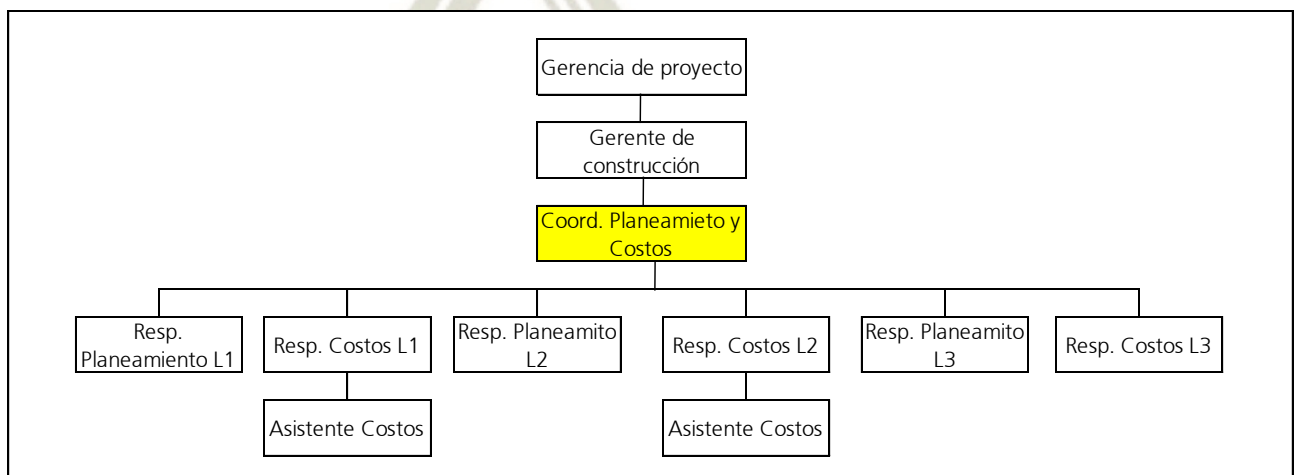 Gerencia de proyecto
Gerente de
construcción
Coord. Planeamieto y
Costos
Resp.
Planeamiento L1
Resp. Costos L1
Resp. Planeamito
L2
Resp. Costos L2
Resp. Planeamito
L3
Resp. Costos L3
Asistente Costos
Asistente Costos